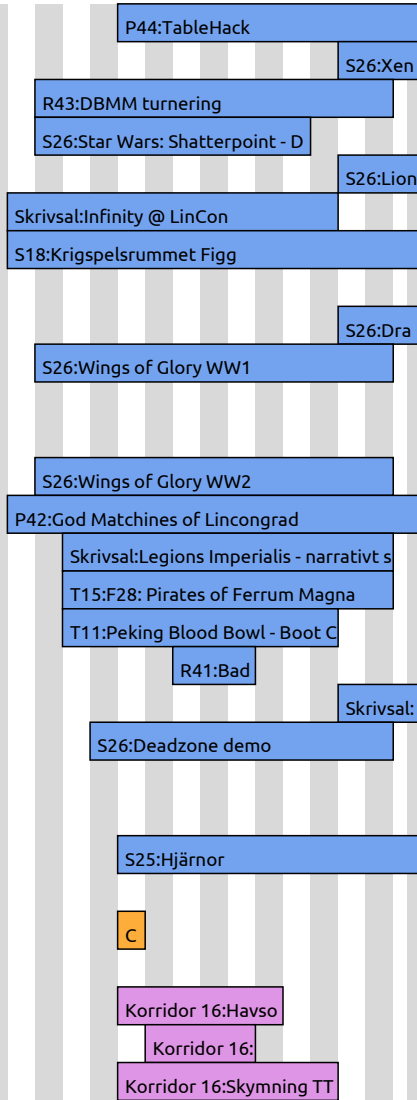 P44:TableHack
S26:Xen
R43:DBMM turnering
S26:Star Wars: Shatterpoint - D
S26:Lion
Skrivsal:Infinity @ LinCon
S18:Krigspelsrummet Figg
S26:Dra
S26:Wings of Glory WW1
S26:Wings of Glory WW2
P42:God Matchines of Lincongrad
Skrivsal:Legions Imperialis - narrativt s
T15:F28: Pirates of Ferrum Magna
T11:Peking Blood Bowl - Boot C
R41:Bad
Skrivsal:
S26:Deadzone demo
S25:Hjärnor
C
Korridor 16:Havso
Korridor 16:
Korridor 16:Skymning TT